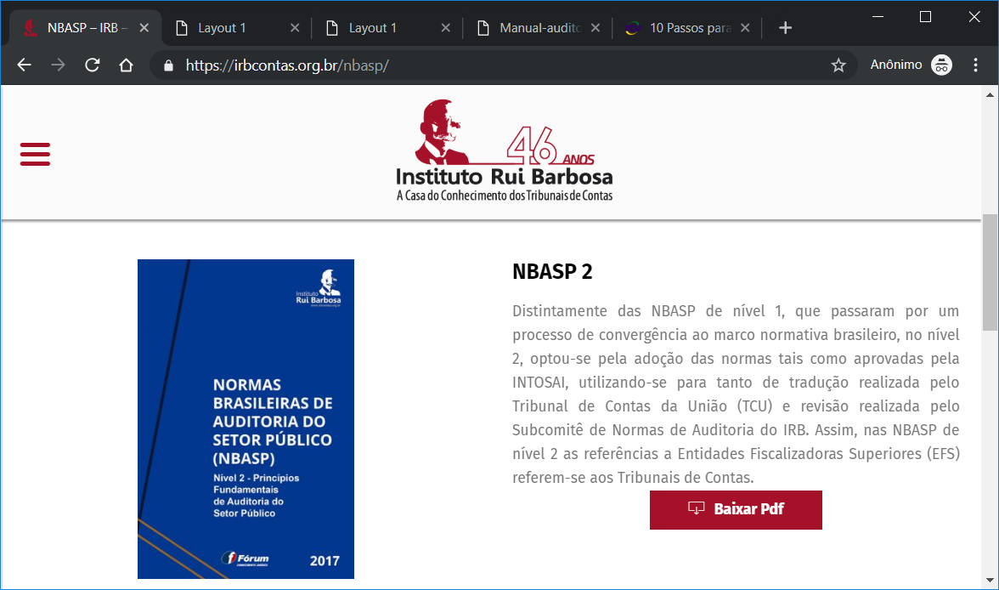 NBASP – IRB –
Layout 1
Layout 1
Manual-audito
10 Passos para
https://irbcontas.org.br/nbasp/
Anônimo
46 ANOS
Instituto Rui Barbosa
A Casa do Conhecimento dos Tribunais de Contas
Instituto
Rui Barbosa
NORMAS
BRASILEIRAS DE
AUDITORIA DO
SETOR PÚBLICO
(NBASP)
Nível 2 - Princípios
Fundamentais
de Auditoria do
Setor Público
Fórum
2017
NBASP 2
Distintamente das NBASP de nível 1, que passaram por um
processo de convergência ao marco normativa brasileiro, no nível
2, optou-se pela adoção das normas tais como aprovadas pela
INTOSAI, utilizando-se para tanto de tradução realizada pelo
Tribunal de Contas da União (TCU) e revisão realizada pelo
Subcomitê de Normas de Auditoria do IRB. Assim, nas NBASP de
nível 2 as referências a Entidades Fiscalizadoras Superiores (EFS)
referem-se aos Tribunais de Contas.
Baixar Pdf